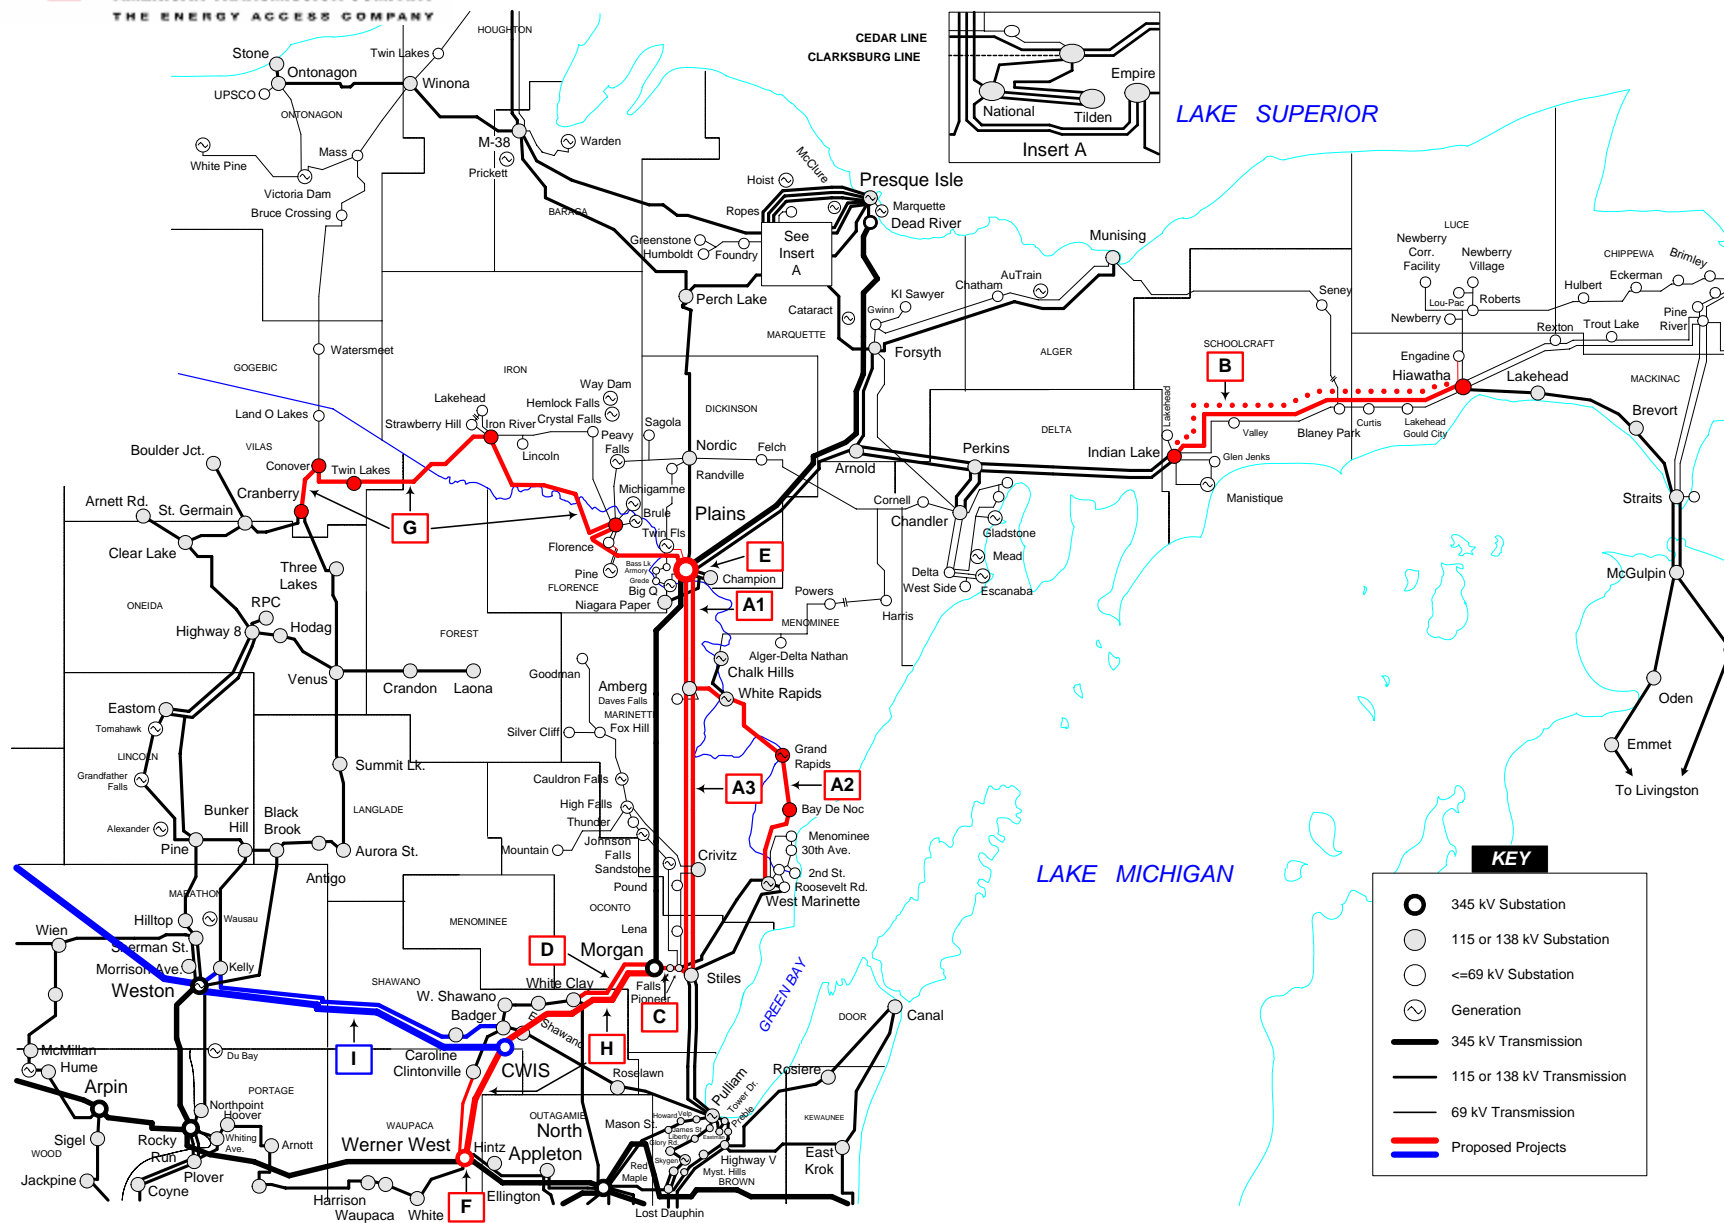 THE ENERGY ACCESS COMPANY
HOUGHTON
Stone
Twin Lakes
Ontonagon
Winona
UPSCO
ONTONAGON
M-38
Warden
Mass
Prickett
White Pine
Victoria Dam
Bruce Crossing
BARAGA
CEDAR LINE
CLARKSBURG LINE
Empire
National
Tilden
Insert A
LAKE SUPERIOR
McClure
Hoist
Presque Isle
Ropes
Marquette
Dead River
Greenstone
Humboldt
Foundry
See
Insert
A
Perch Lake
Cataract
MARQUETTE
Gwinn
KI Sawyer
Chatham
AuTrain
Munising
Forsyth
ALGER
Seney
SCHOOLCRAFT
B
LUCE
Newberry
Corr.
Facility
Newberry
Village
Lou-Pac
Roberts
Newberry
Engadine
Hiawatha
Lakehead
Hulbert
CHIPPEWA
Eckerman
Brimley
Pine
River
Rexton
Trout Lake
MACKINAC
Brevort
Straits
McGulpin
Oden
Emmet
To Livingston
Watersmeet
GOGEBIC
IRON
Land O Lakes
Lakehead
Strawberry Hill
Iron River
Lincoln
Way Dam
Hemlock Falls
Crystal Falls
Peavy
Falls
Sagola
DICKINSON
Nordic
Randville
Felch
Arnold
Perkins
DELTA
Lakehead
Indian Lake
Valley
Blaney Park
Curtis
Lakehead
Gould City
Glen Jenks
Manistique
Cornell
Chandler
Gladstone
Mead
Delta
West Side
Escanaba
Powers
Harris
MENOMINEE
Alger-Delta Nathan
Boulder Jct.
VILAS
Conover
Twin Lakes
Cranberry
Arnett Rd.
St. Germain
Clear Lake
G
Three
Lakes
Michigamme
Brule
Twin Fls
Plains
Florence
Pine
FLORENCE
Bass Lk
Armory
Grede
Big Q
Niagara Paper
Champion
E
A1
ONEIDA
RPC
Highway 8
Hodag
FOREST
Venus
Crandon
Laona
Goodman
Amberg
Daves Falls
MARINETTE
Fox Hill
Silver Cliff
Chalk Hills
White Rapids
Grand
Rapids
A3
A2
Bay De Noc
Eastom
Tomahawk
LINCOLN
Grandfather
Falls
Summit Lk.
LANGLADE
Cauldron Falls
High Falls
Thunder
Mountain
Johnson
Falls
Sandstone
Crivitz
Pound
OCONTO
Lena
Menominee
30th Ave.
2nd St.
Roosevelt Rd.
West Marinette
LAKE MICHIGAN
Alexander
Pine
Bunker
Hill
Black
Brook
Aurora St.
Antigo
MARATHON
Hilltop
Wausau
Wien
Sherman St.
Morrison Ave.
Kelly
Weston
MENOMINEE
D
Morgan
Stiles
Falls
Pioneer
C
White Clay
W. Shawano
SHAWANO
Badger
E. Shawano
H
I
Caroline
Clintonville
CWIS
GREEN BAY
DOOR
Canal
McMillan
Hume
Du Bay
Arpin
PORTAGE
Northpoint
Hoover
Whiting
Ave.
Arnott
Sigel
WOOD
Rocky
Run
Plover
Jackpine
Coyne
Harrison
Waupaca
White
WAUPACA
Werner West
F
Hintz
OUTAGAMIE
North
Appleton
Ellington
Roselawn
Mason St.
Pulliam
Tower Dr.
Preble
Howard
Velp
James St.
Liberty
Eastman
Glory Rd.
Skygen
Red
Maple
Highway V
Myst. Hills
BROWN
Lost Dauphin
Rosiere
KEWAUNEE
East
Krok
KEY
345 kV Substation
115 or 138 kV Substation
<=69 kV Substation
Generation
345 kV Transmission
115 or 138 kV Transmission
69 kV Transmission
Proposed Projects